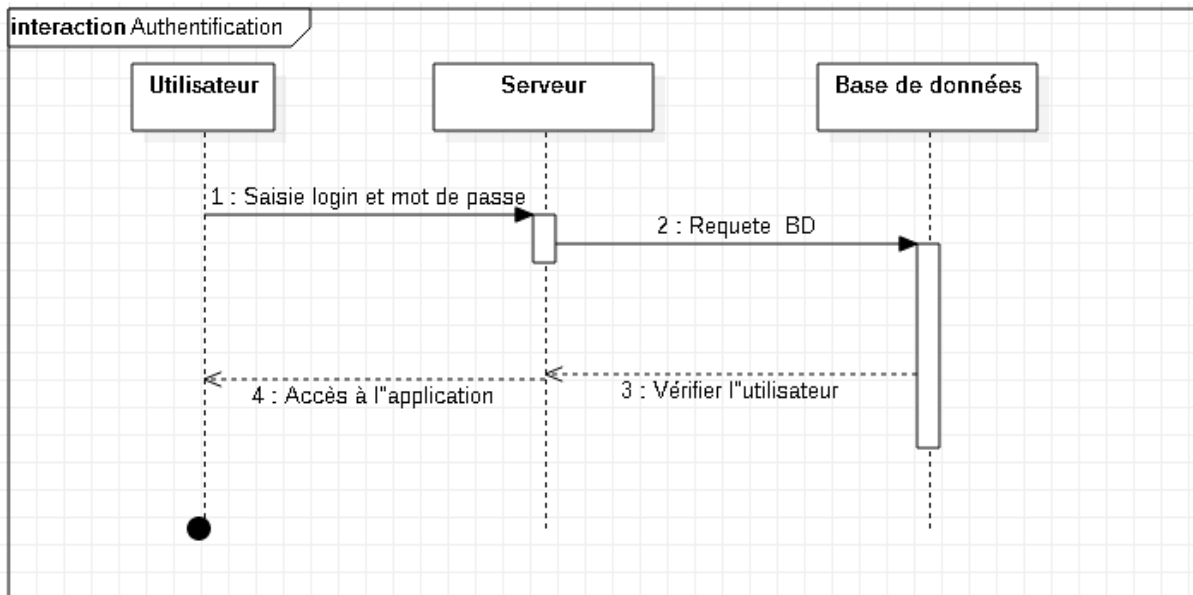 interaction Authentification
Utilisateur
Serveur
Base de données
1 : Saisie login et mot de passe
2 : Requete BD
3 : Vérifier l"utilisateur
4 : Accès à l"application